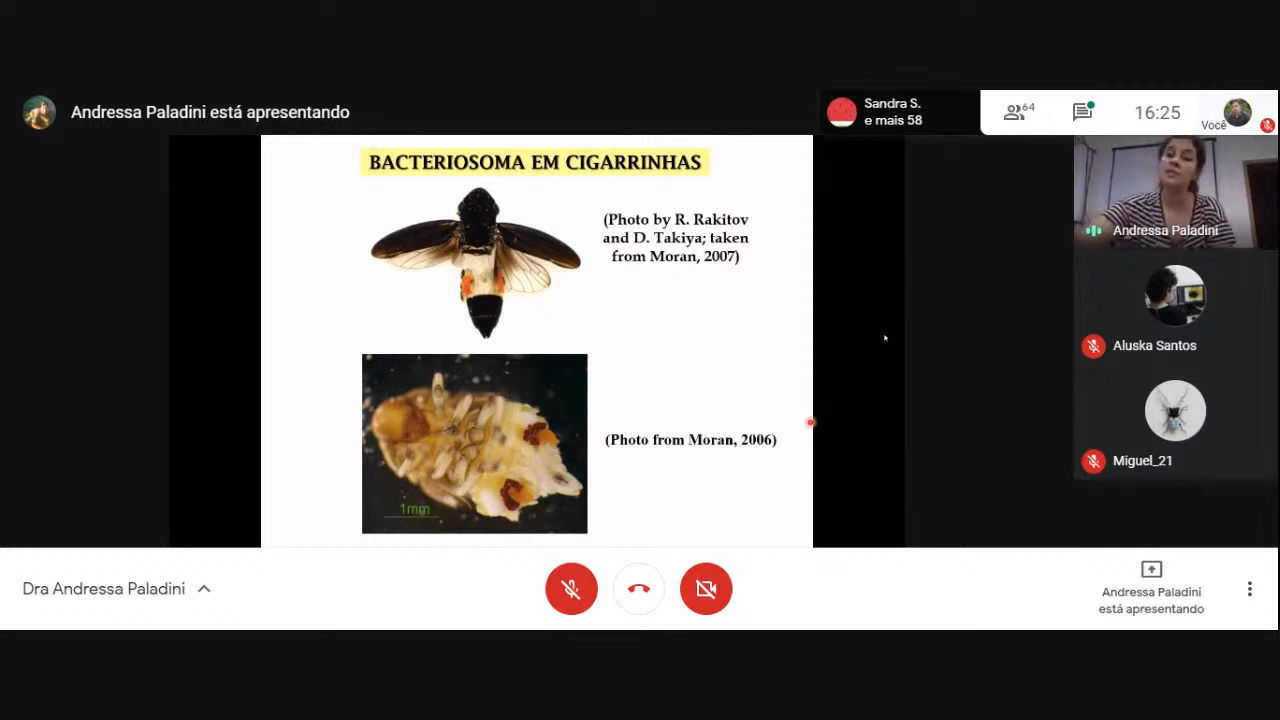 Andressa Paladini está apresentando
Sandra S.
e mais 58
64
16:25
Você
BACTERIOSOMA EM CIGARRINHAS
(Photo by R. Rakitov
and D. Takiya; taken
from Moran, 2007)
Andressa Paladini
Aluska Santos
(Photo from Moran, 2006)
Miguel_21
1mm
Dra Andressa Paladini
Andressa Paladini
está apresentando